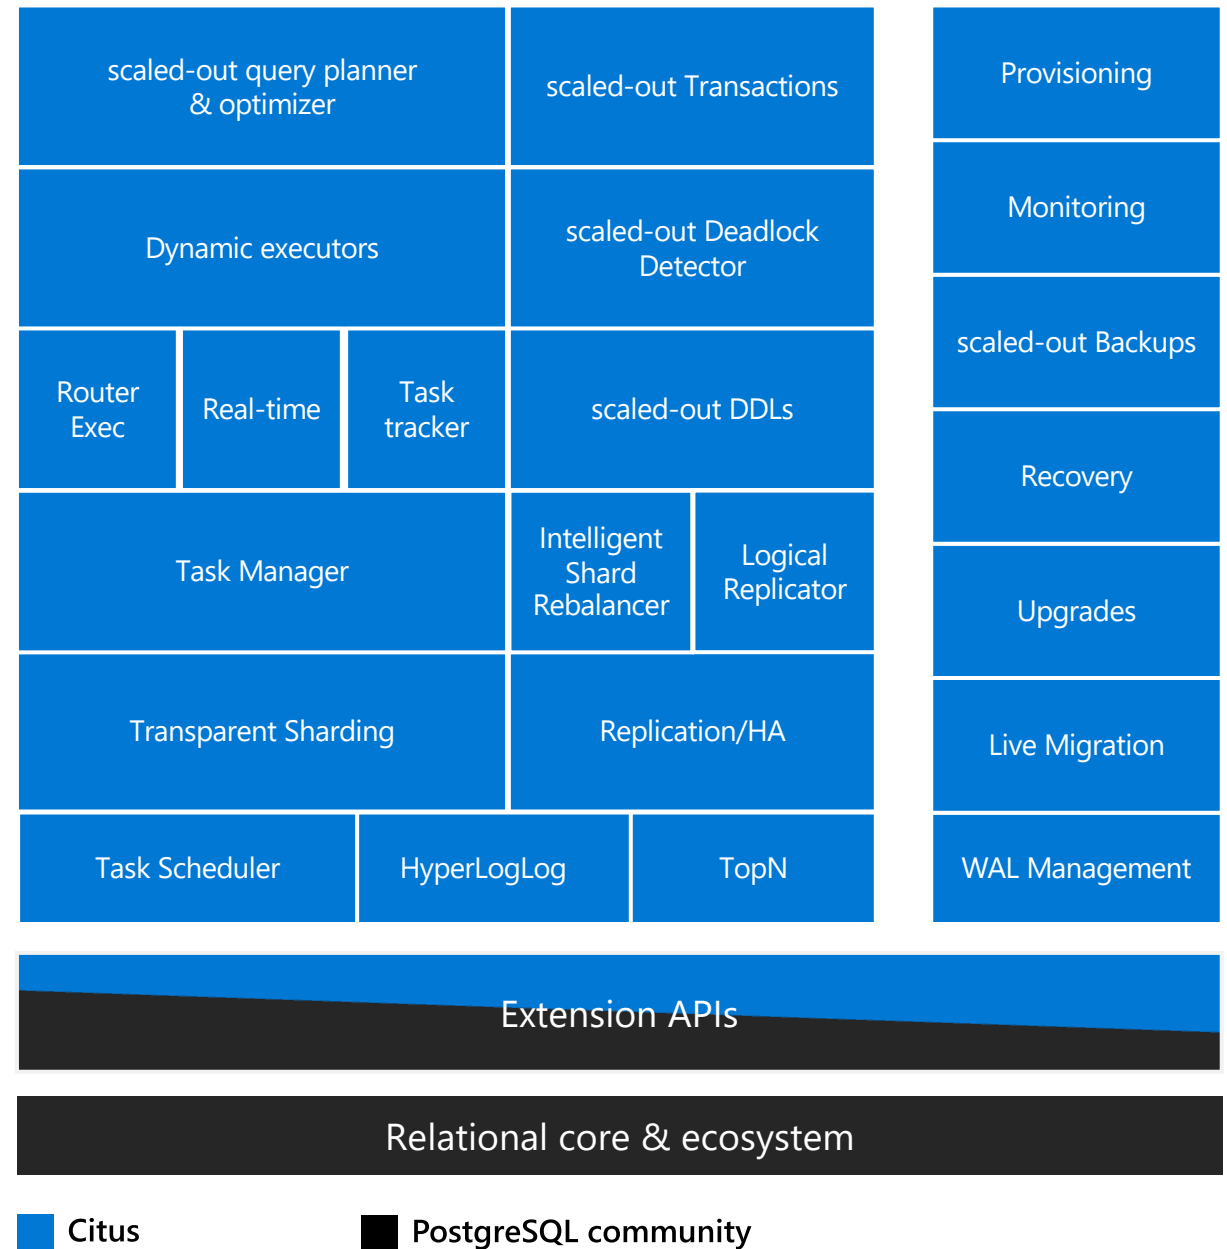 scaled-out query planner
& optimizer
scaled-out Transactions
Provisioning
Dynamic executors
scaled-out Deadlock
Detector
Monitoring
Router
Exec
Real-time
Task
tracker
scaled-out DDLs
scaled-out Backups
Recovery
Task Manager
Intelligent
Shard
Rebalancer
Logical
Replicator
Upgrades
Transparent Sharding
Replication/HA
Live Migration
Task Scheduler
HyperLogLog
TopN
WAL Management
Extension APIs
Relational core & ecosystem
Citus
PostgreSQL community